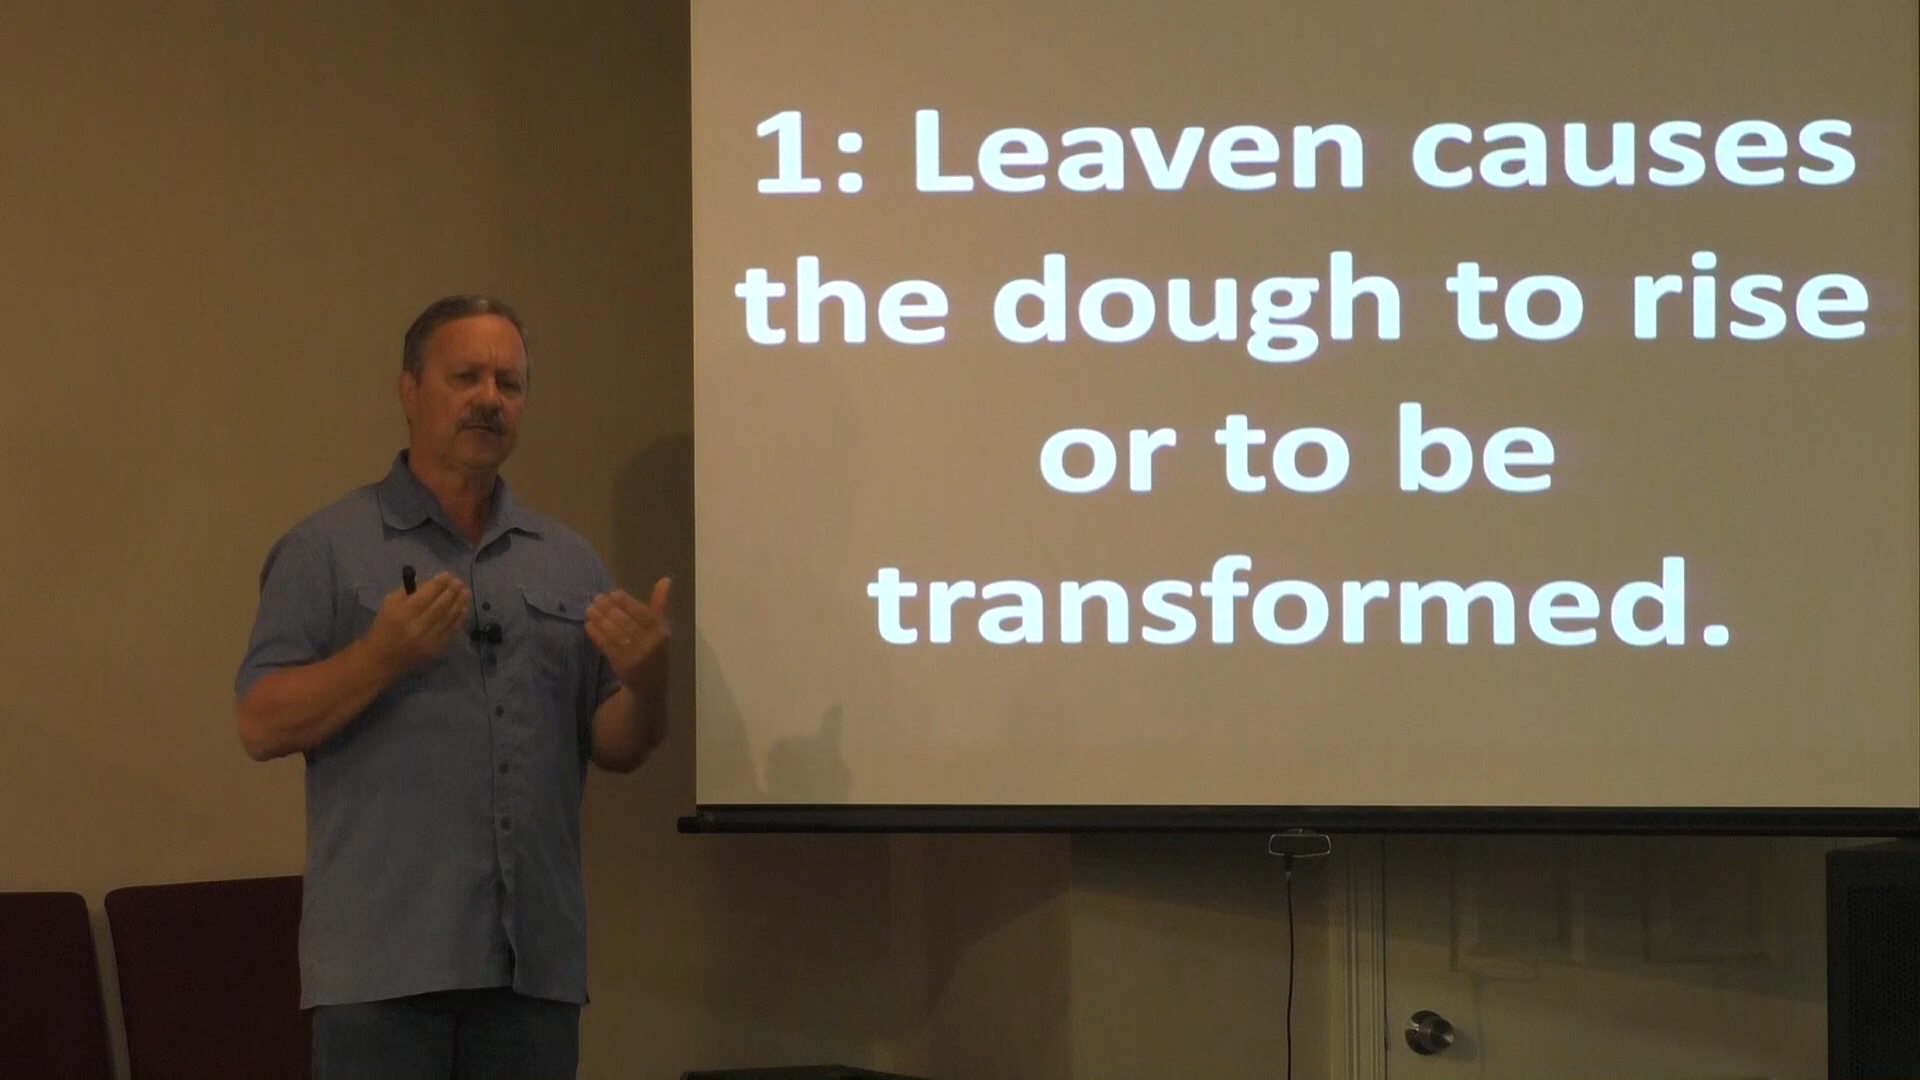 1: Leaven causes
the dough to rise
or to be
transformed.